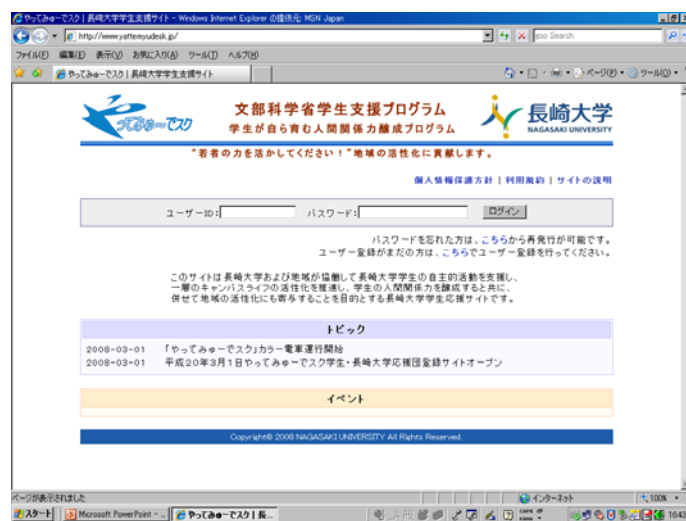 やってみゅーでスク | 長崎大学学生支援サイト - Windows Internet Explorer の提供元: MSN Japan
http://www.yattemyudesk.jp/
Search
ファイル(F) 編集(E) 表示(V) お気に入り(A) ツール(T) ヘルプ(H)
やってみゅーでスク | 長崎大学学生支援サイト
ページ(P) ツール(O)
やってみゅーでスク
文部科学省学生支援プログラム
学生が自ら育む人間関係力醸成プログラム
長崎大学
NAGASAKI UNIVERSITY
"若者の力を活かしてください！"地域の活性化に貢献します。
個人情報保護方針 | 利用規約 | サイトの説明
ユーザーID: パスワード: ログイン
パスワードを忘れた方は、こちらから再発行が可能です。
ユーザー登録がまだの方は、こちらでユーザー登録を行ってください。
このサイトは長崎大学および地域が協働して長崎大学学生の自主的活動を支援し、
一層のキャンパスライフの活性化を推進し、学生の人間関係力を醸成すると共に、
併せて地域の活性化にも寄与することを目的とする長崎大学学生応援サイトです。
トピック
2008-03-01 「やってみゅーでスク」カラー電車運行開始
2008-03-01 平成20年3月1日やってみゅーでスク学生・長崎大学応援団登録サイトオープン
イベント
Copyright© 2008 NAGASAKI UNIVERSITY All Rights Reserved.
ページが表示されました
インターネット 100%
スタート Microsoft PowerPoint - ... やってみゅーでスク | 長... 16:43